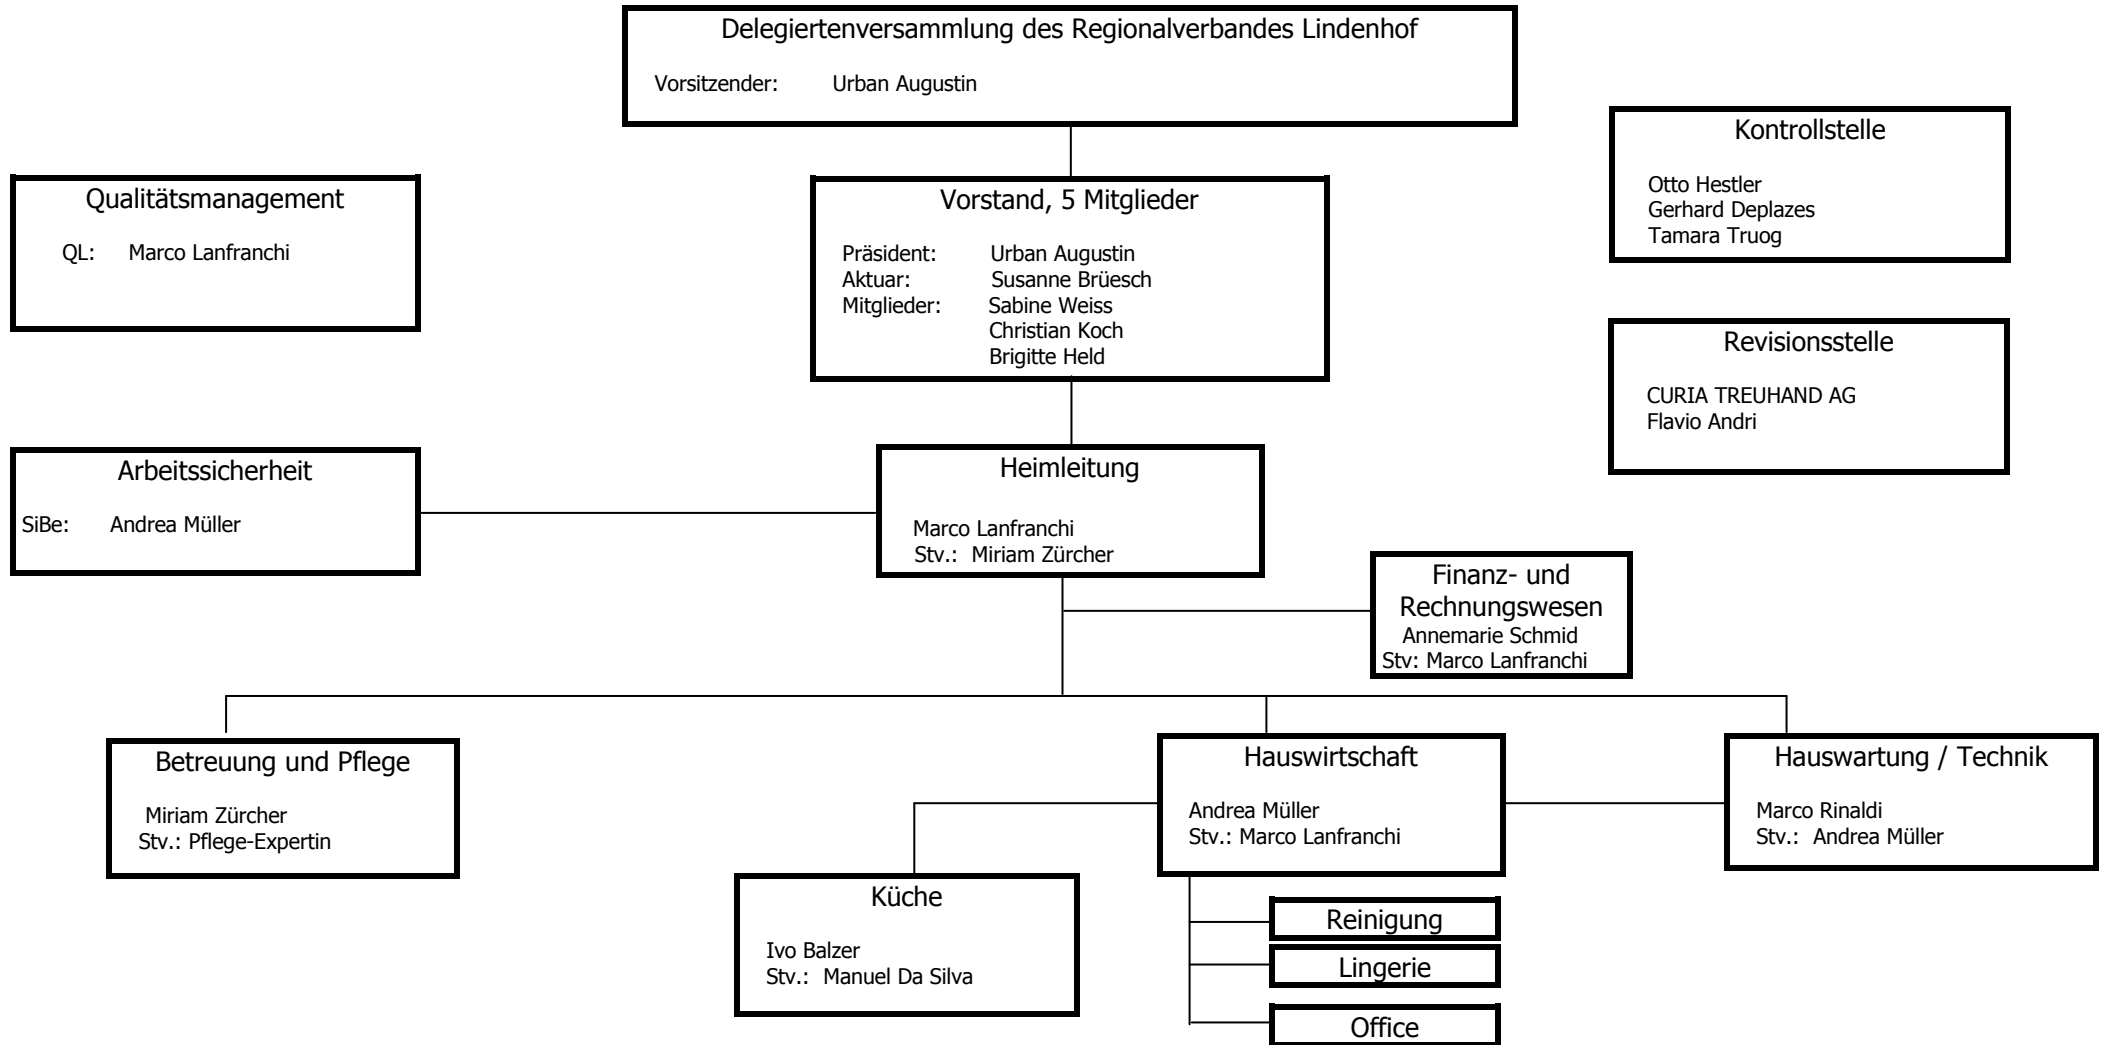 Delegiertenversammlung des Regionalverbandes Lindenhof
Vorsitzender: Urban Augustin
Kontrollstelle
Otto Hestler
Gerhard Deplazes
Tamara Truog
Qualitätsmanagement
QL: Marco Lanfranchi
Vorstand, 5 Mitglieder
Präsident: Urban Augustin
Aktuar: Susanne Brüesch
Mitglieder: Sabine Weiss
Christian Koch
Brigitte Held
Revisionsstelle
CURIA TREUHAND AG
Flavio Andri
Arbeitssicherheit
SiBe: Andrea Müller
Heimleitung
Marco Lanfranchi
Stv.: Miriam Zürcher
Finanz- und
Rechnungswesen
Annemarie Schmid
Stv: Marco Lanfranchi
Betreuung und Pflege
Miriam Zürcher
Stv.: Pflege-Expertin
Hauswirtschaft
Andrea Müller
Stv.: Marco Lanfranchi
Hauswartung / Technik
Marco Rinaldi
Stv.: Andrea Müller
Küche
Ivo Balzer
Stv.: Manuel Da Silva
Reinigung
Lingerie
Office